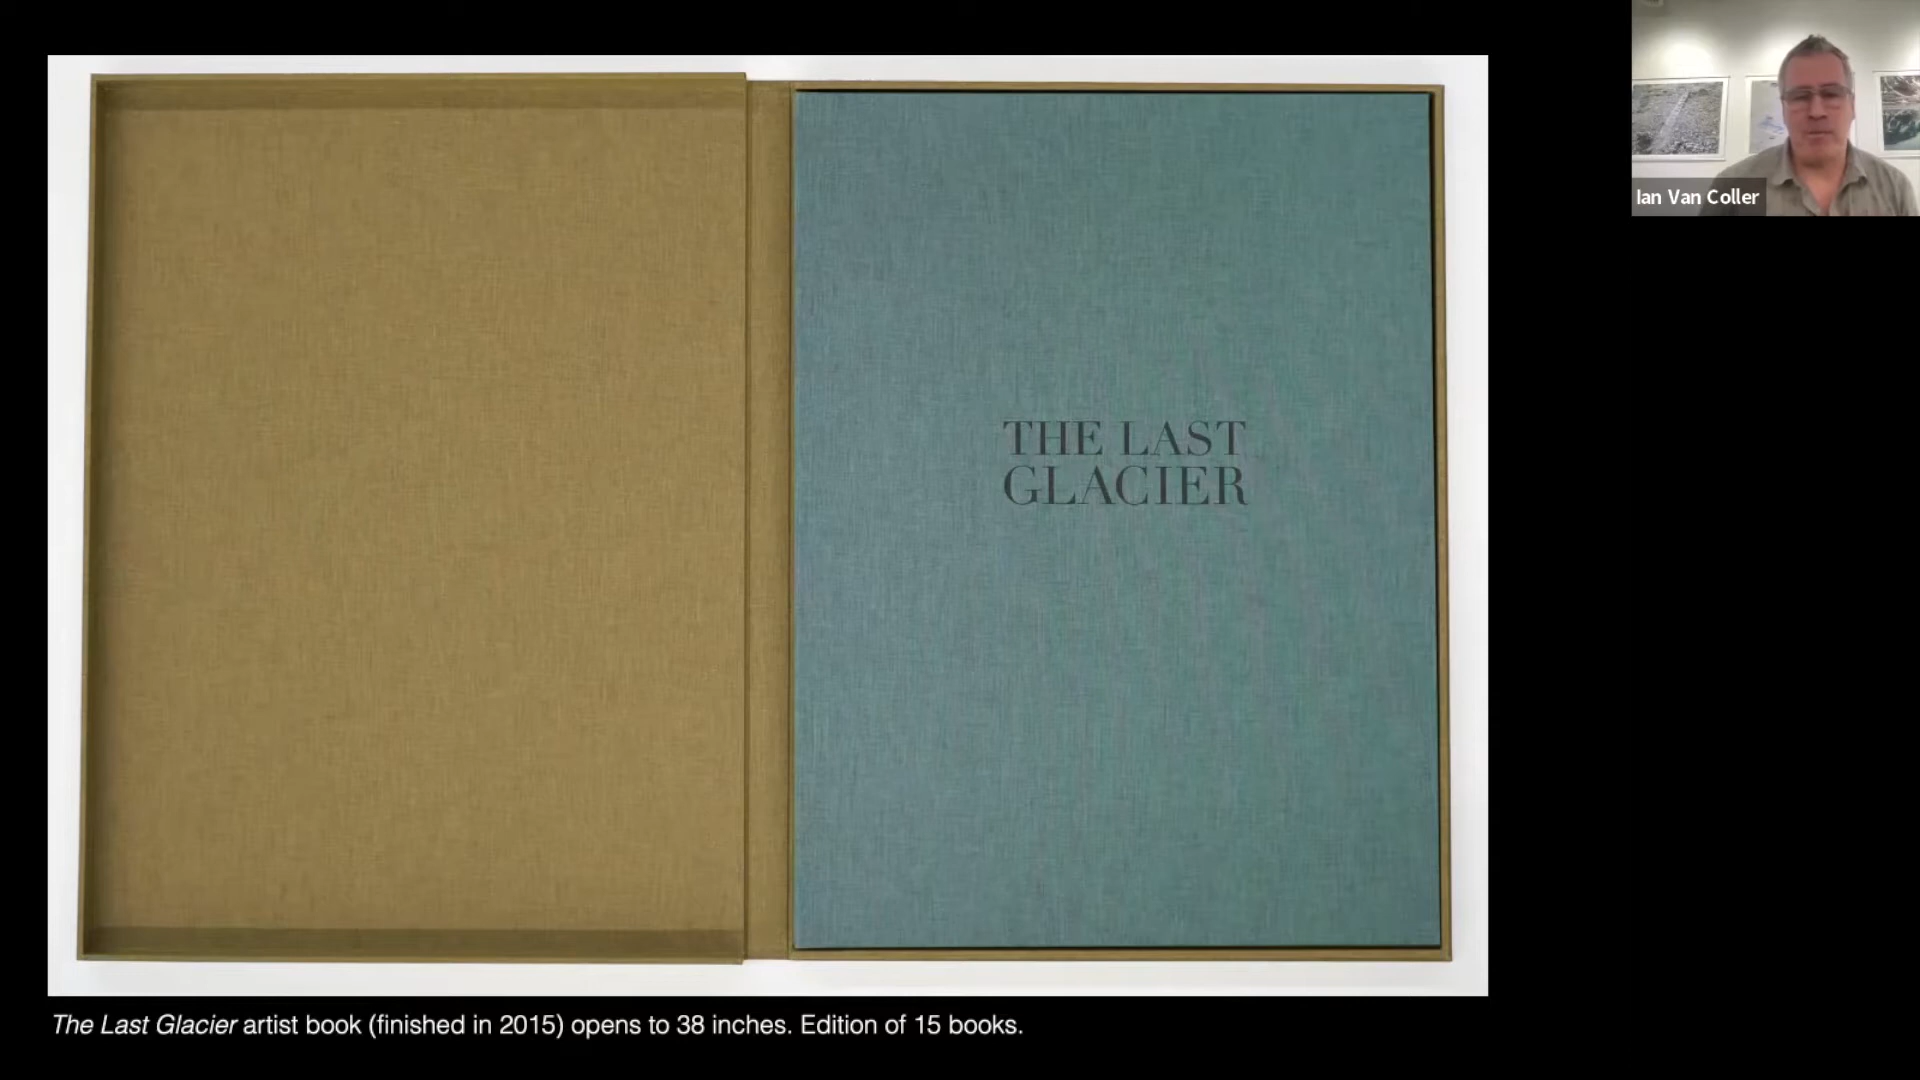 THE LAST
GLACIER
Ian Van Coller
The Last Glacier artist book (finished in 2015) opens to 38 inches. Edition of 15 books.